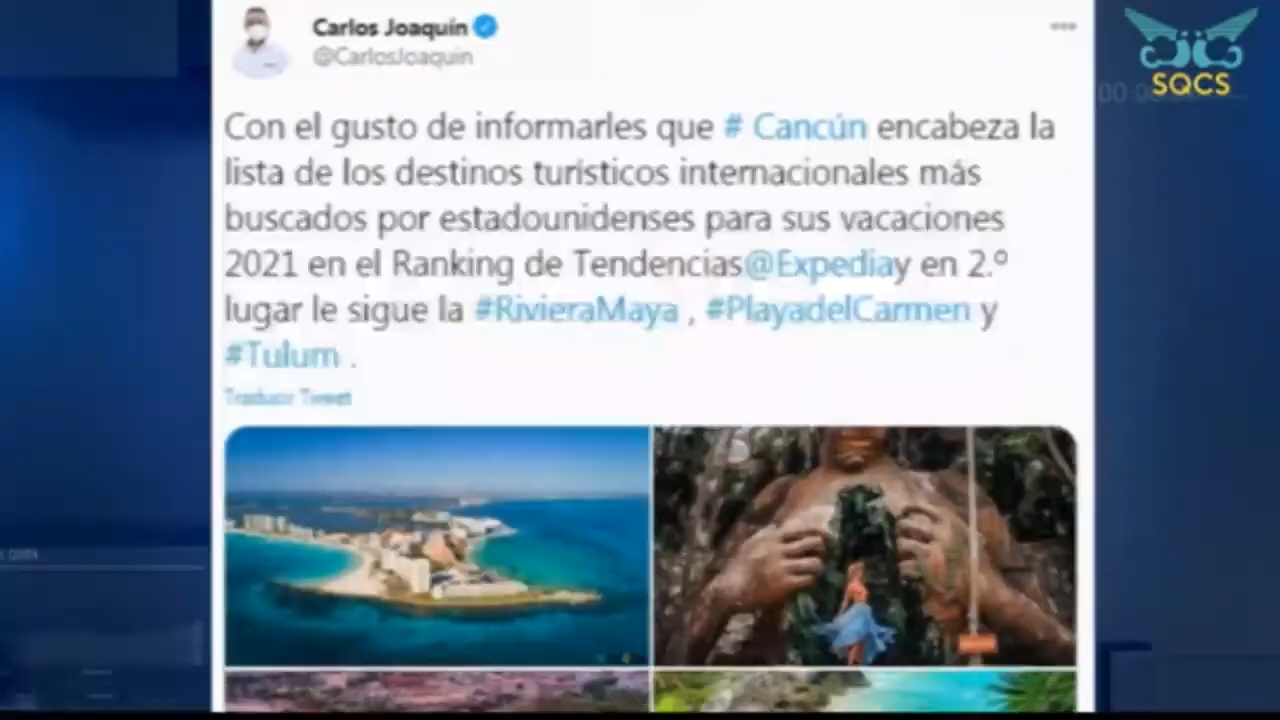 Carlos Joaquín
@CarlosJoaquin
SQCS
Con el gusto de informarles que # Cancún encabeza la
lista de los destinos turísticos internacionales más
buscados por estadounidenses para sus vacaciones
2021 en el Ranking de Tendencias@Expediay en 2.º
lugar le sigue la #RivieraMaya , #PlayadelCarmen y
#Tulum .
Traducir Tweet